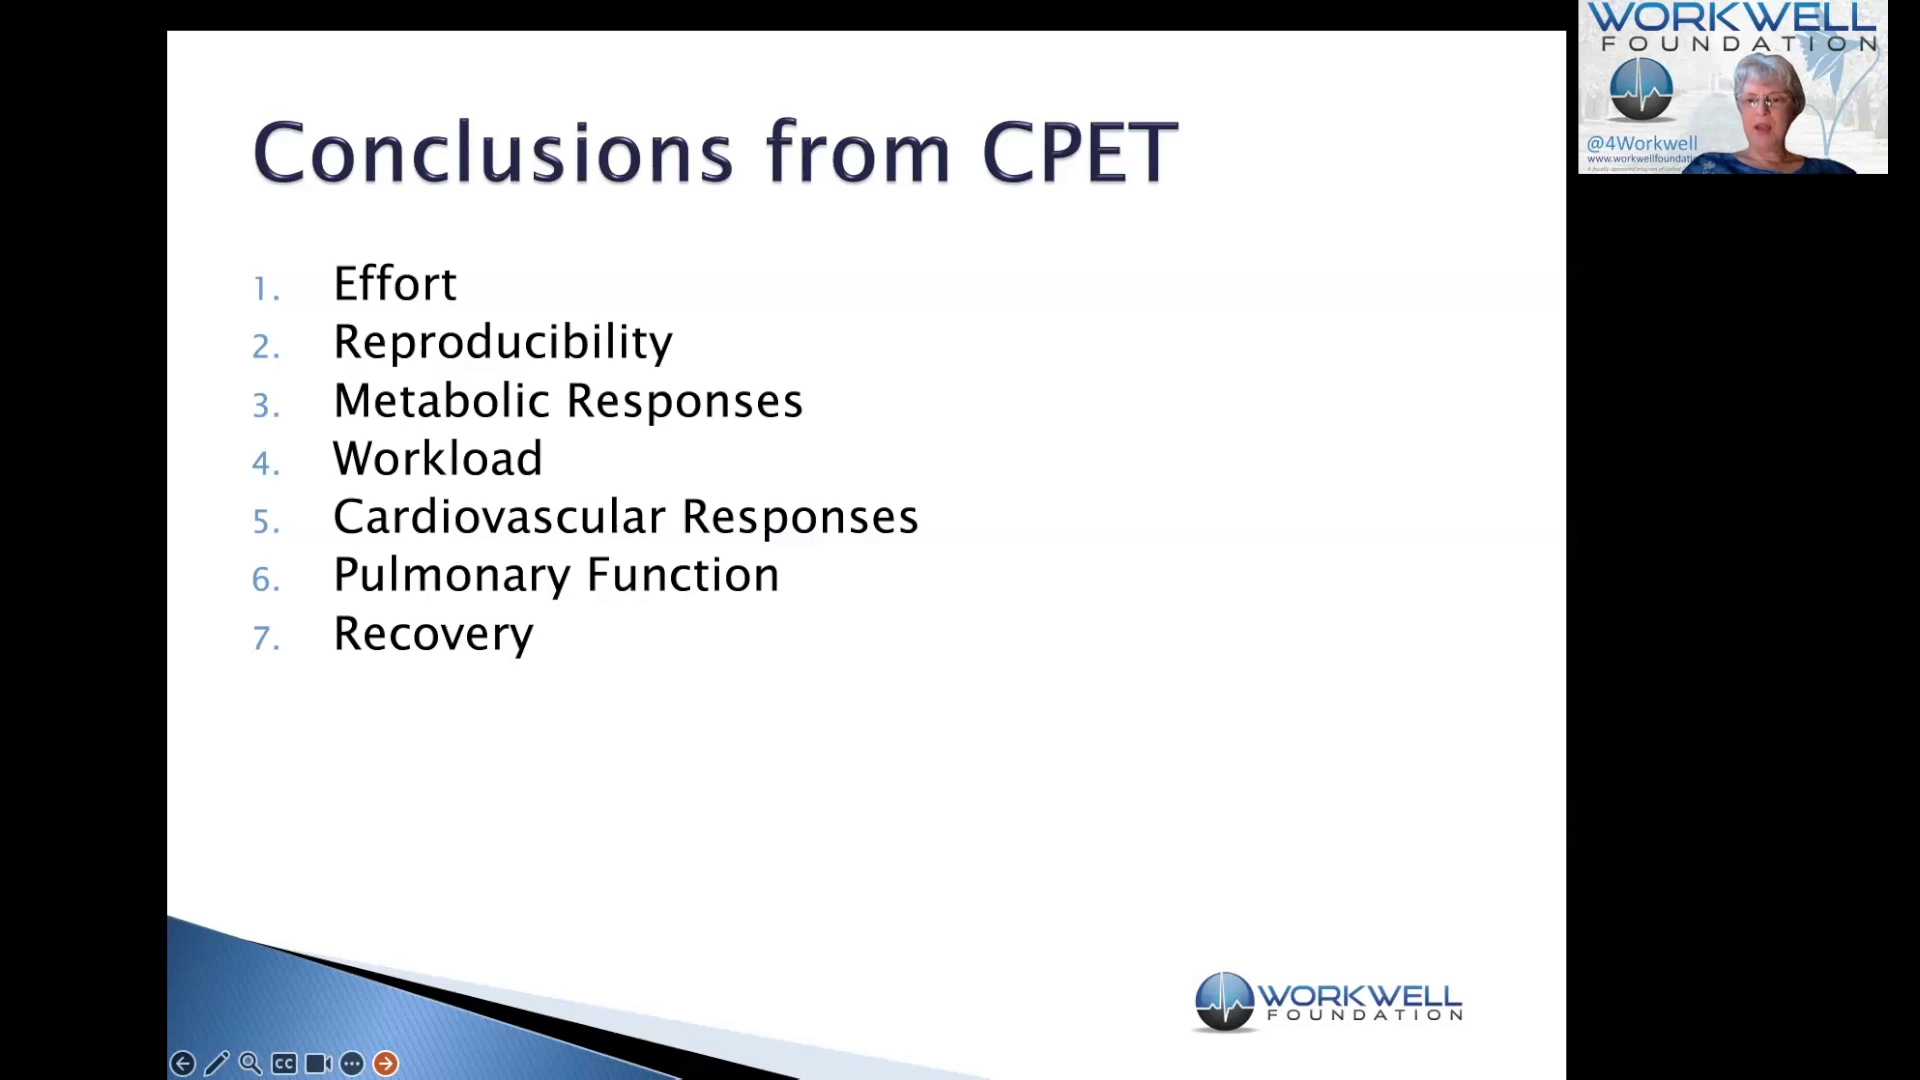 Conclusions from CPET
1. Effort
2. Reproducibility
3. Metabolic Responses
4. Workload
5. Cardiovascular Responses
6. Pulmonary Function
7. Recovery
WORKWELL
FOUNDATION
CC
WORKWELL
FOUNDATION
@4Workwell